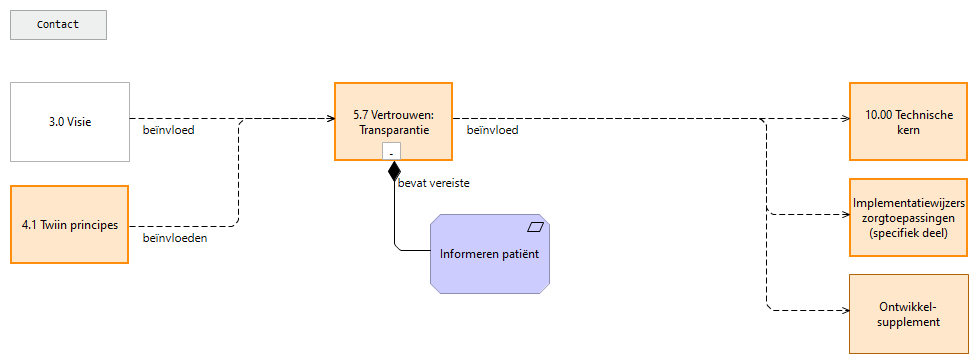 Contact
3.0 Visie
beïnvloed
4.1 Twiin principes
beïnvloeden
5.7 Vertrouwen:
Transparantie
-
beïnvloed
bevat vereiste
Informeren patiënt
10.00 Technische
kern
Implementatiewijzers
zorgtoepassingen
(specifiek deel)
Ontwikkel-
supplement